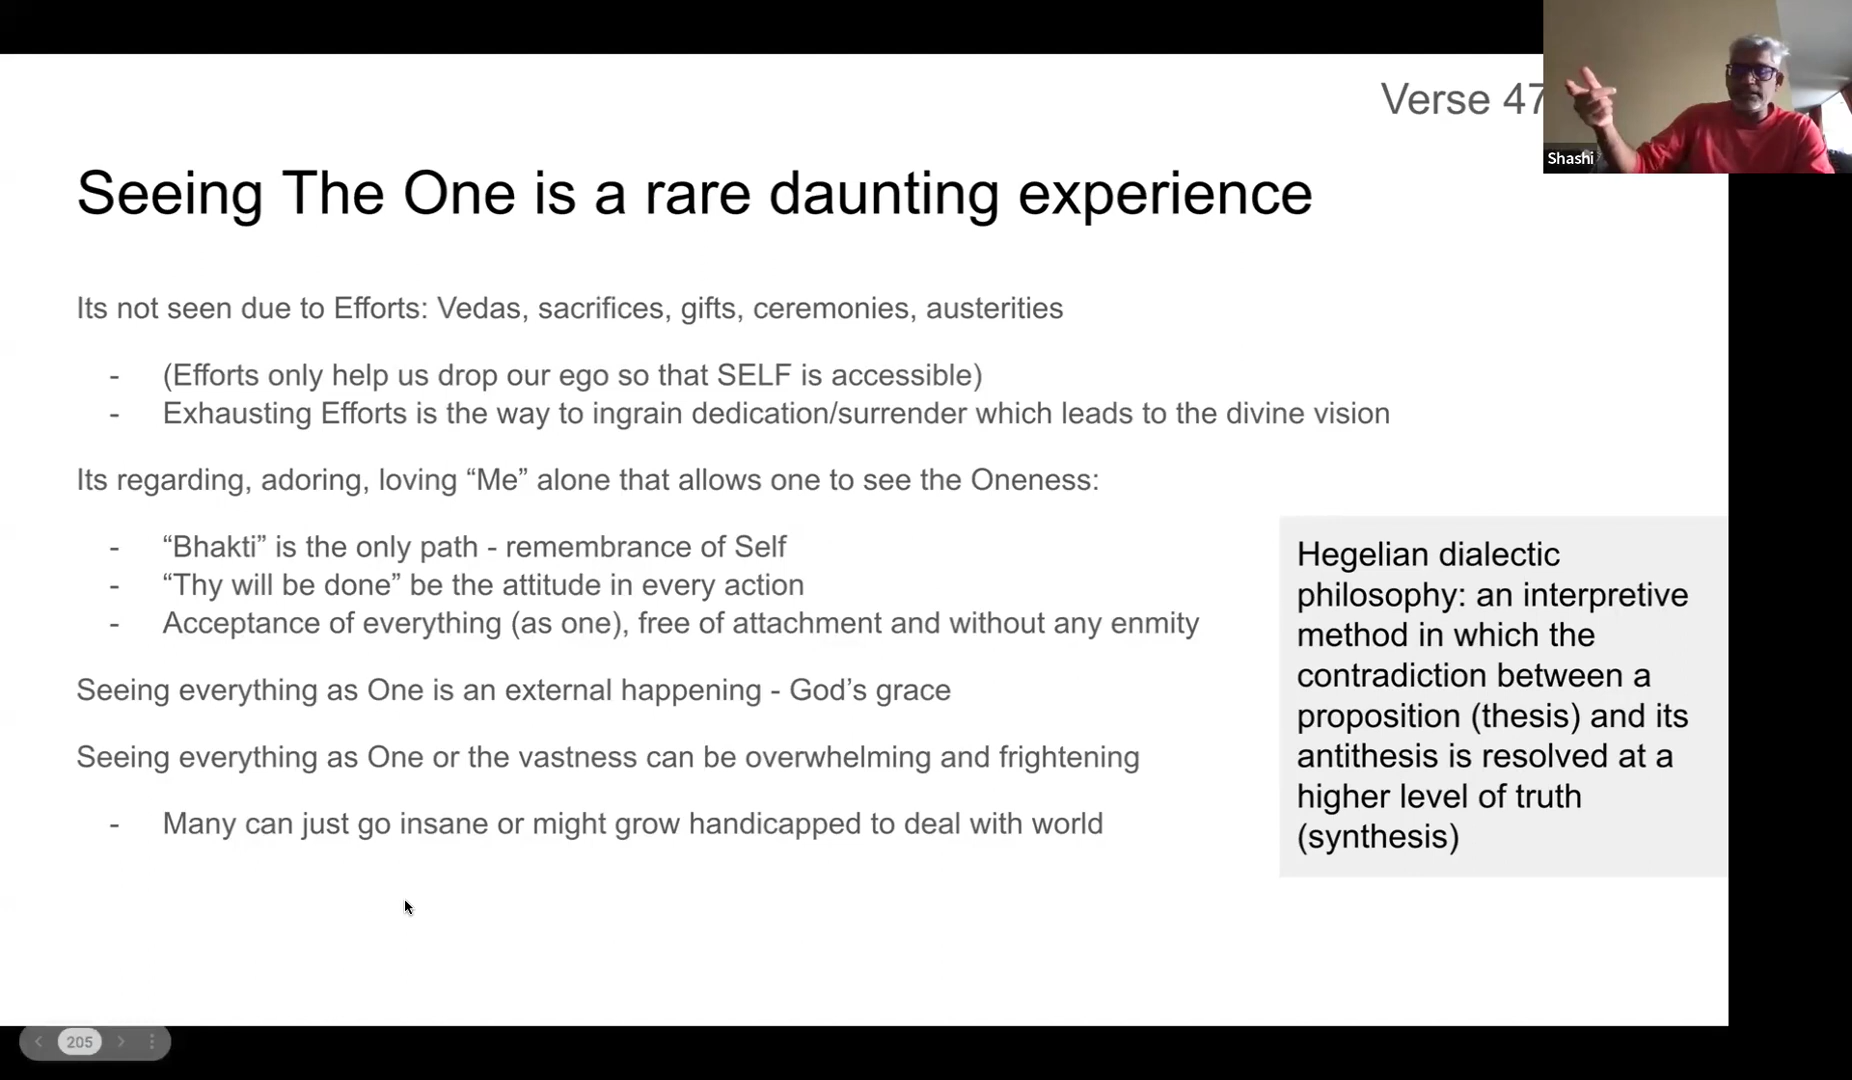 Verse 47
Shashi
Seeing The One is a rare daunting experience
Its not seen due to Efforts: Vedas, sacrifices, gifts, ceremonies, austerities
- (Efforts only help us drop our ego so that SELF is accessible)
- Exhausting Efforts is the way to ingrain dedication/surrender which leads to the divine vision
Its regarding, adoring, loving “Me” alone that allows one to see the Oneness:
- “Bhakti” is the only path - remembrance of Self
- “Thy will be done” be the attitude in every action
- Acceptance of everything (as one), free of attachment and without any enmity
Seeing everything as One is an external happening - God’s grace
Seeing everything as One or the vastness can be overwhelming and frightening
- Many can just go insane or might grow handicapped to deal with world
Hegelian dialectic
philosophy: an interpretive
method in which the
contradiction between a
proposition (thesis) and its
antithesis is resolved at a
higher level of truth
(synthesis)
205